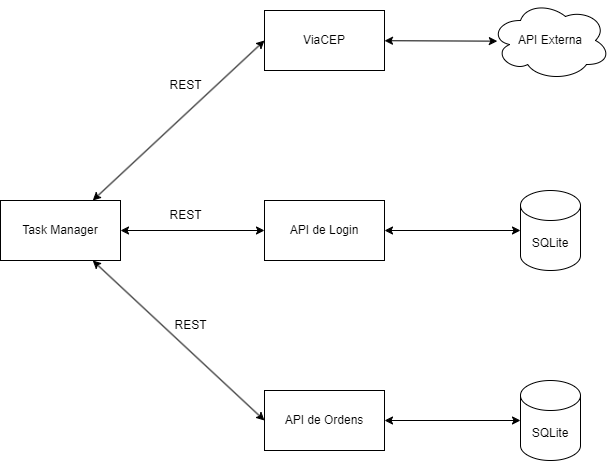 ViaCEP
API Externa
REST
Task Manager
REST
API de Login
SQLite
REST
API de Ordens
SQLite